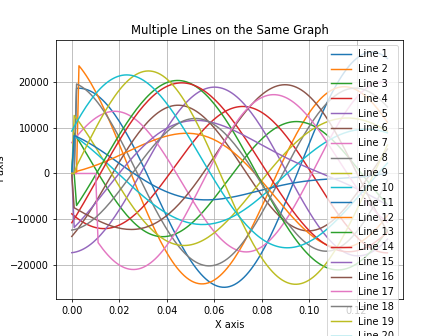 Multiple Lines on the Same Graph
20000
10000
0
−10000
−20000
0.00
0.02
0.04
0.06
0.08
0.10
X axis
axis
Line 1
Line 2
Line 3
Line 4
Line 5
Line 6
Line 7
Line 8
Line 9
Line 10
Line 11
Line 12
Line 13
Line 14
Line 15
Line 16
Line 17
Line 18
Line 19
Line 20